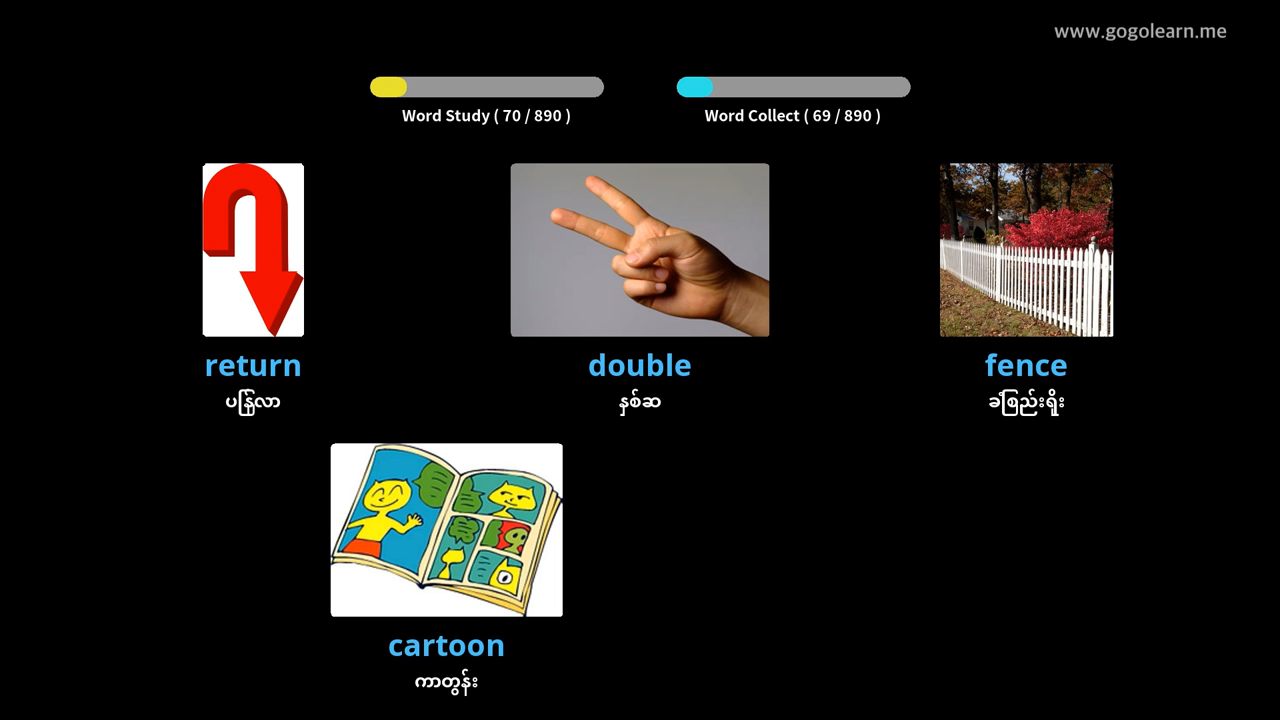 www.gogolearn.me
Word Study ( 70 / 890 )
Word Collect ( 69 / 890 )
return
ပြန်လာ
double
နှစ်ဆ
fence
ခြံစည်းရိုး
cartoon
ကာတွန်း